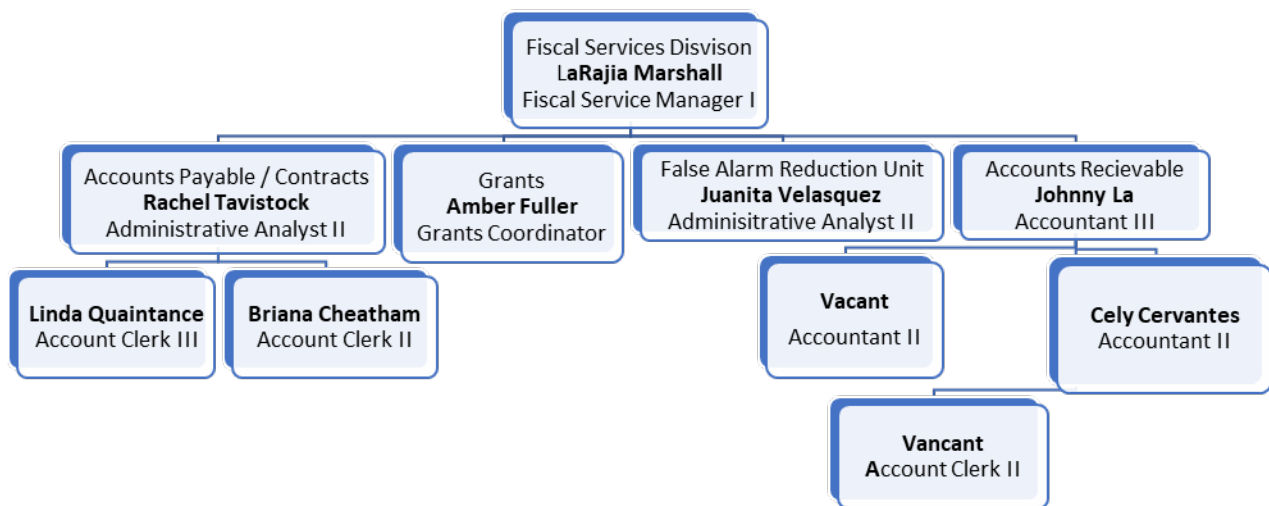 Fiscal Services Disvison
LaRajia Marshall
Fiscal Service Manager I
Accounts Payable / Contracts
Rachel Tavistock
Administrative Analyst II
Grants
Amber Fuller
Grants Coordinator
False Alarm Reduction Unit
Juanita Velasquez
Adminisitrative Analyst II
Accounts Recievable
Johnny La
Accountant III
Linda Quaintance
Account Clerk III
Briana Cheatham
Account Clerk II
Vacant
Accountant II
Cely Cervantes
Accountant II
Vancant
Account Clerk II